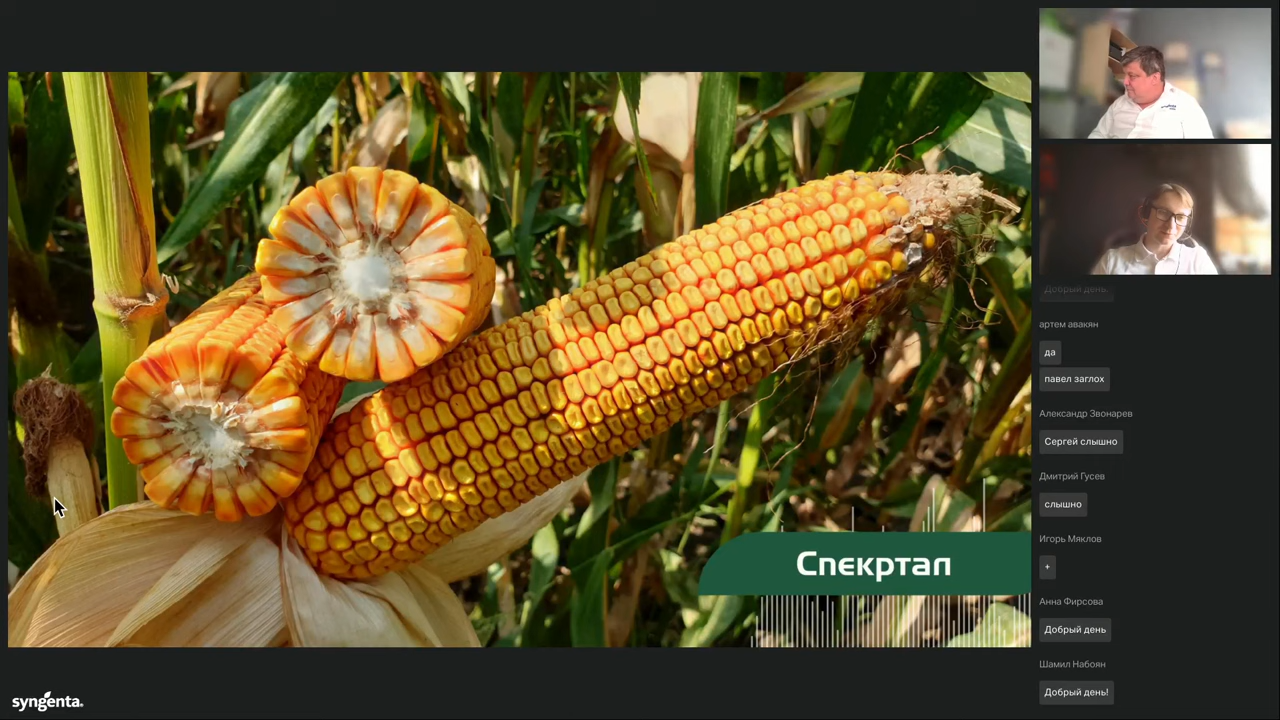 Спєкртал
syngenta
Добрый день
артем авакян
да
павел заглох
Александр Звонарев
Сергей слышно
Дмитрий Гусев
слышно
Игорь Мяклов
+
Анна Фирсова
Добрый день
Шамил Набоян
Добрый день!